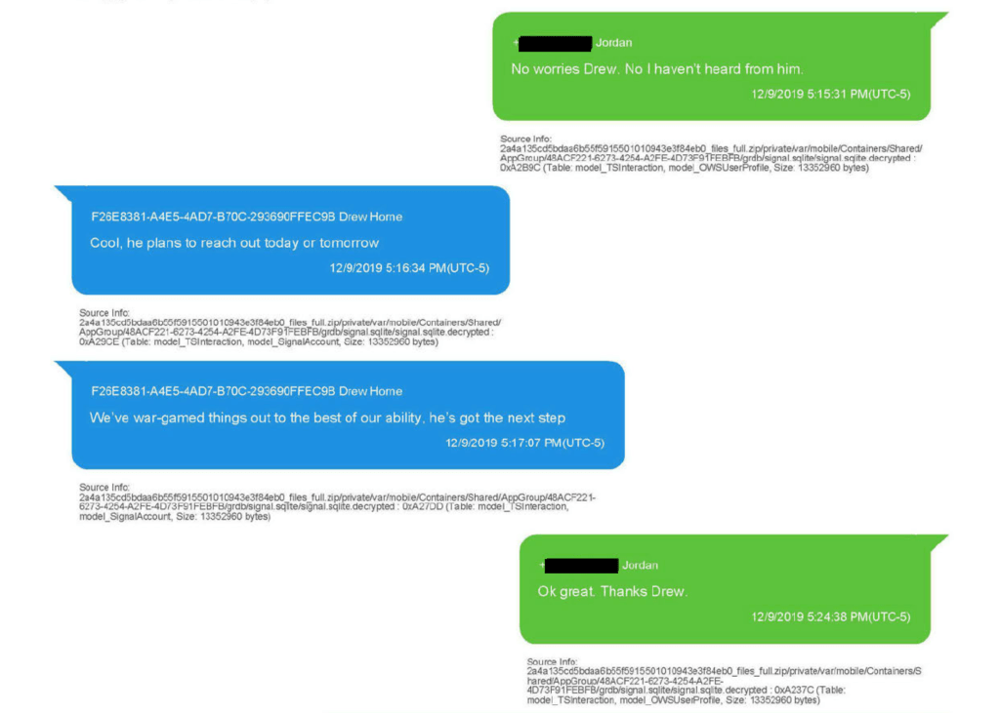 + Jordan
No worries Drew. No I haven't heard from him.
12/9/2019 5:15:31 PM(UTC-5)
Source Info:
2a4a135cd5bdaa6b55f5915501010943e3f84eb0_files_full.zip/private/var/mobile/Containers/Shared/
AppGroup/48ACF221-6273-4254-A2FE-4D73F91FEBFB/grdb/signal.sqlite/signal.sqlite.decrypted :
0xA2B9C (Table: model_TSInteraction, model_OWSUserProfile, Size: 13352960 bytes)
F26E8381-A4E5-4AD7-B70C-293690FFEC9B Drew Home
Cool, he plans to reach out today or tomorrow
12/9/2019 5:16:34 PM(UTC-5)
Source Info:
2a4a135cd5bdaa6b55f5915501010943e3f84eb0_files_full.zip/private/var/mobile/Containers/Shared/
AppGroup/48ACF221-6273-4254-A2FE-4D73F91FEBFB/grdb/signal.sqlite/signal.sqlite.decrypted :
0xA29CE (Table: model_TSInteraction, model_SignalAccount, Size: 13352960 bytes)
F26E8381-A4E5-4AD7-B70C-293690FFEC9B Drew Home
We've war-gamed things out to the best of our ability, he's got the next step
12/9/2019 5:17:07 PM(UTC-5)
Source Info:
2a4a135cd5bdaa6b55f5915501010943e3f84eb0_files_full.zip/private/var/mobile/Containers/Shared/AppGroup/48ACF221-
6273-4254-A2FE-4D73F91FEBFB/grdb/signal.sqlite/signal.sqlite.decrypted : 0xA27DD (Table: model_TSInteraction,
model_SignalAccount, Size: 13352960 bytes)
+ Jordan
Ok great. Thanks Drew.
12/9/2019 5:24:38 PM(UTC-5)
Source Info:
2a4a135cd5bdaa6b55f5915501010943e3f84eb0_files_full.zip/private/var/mobile/Containers/S
hared/AppGroup/48ACF221-6273-4254-A2FE-
4D73F91FEBFB/grdb/signal.sqlite/signal.sqlite.decrypted : 0xA237C (Table:
model_TSInteraction, model_OWSUserProfile, Size: 13352960 bytes)